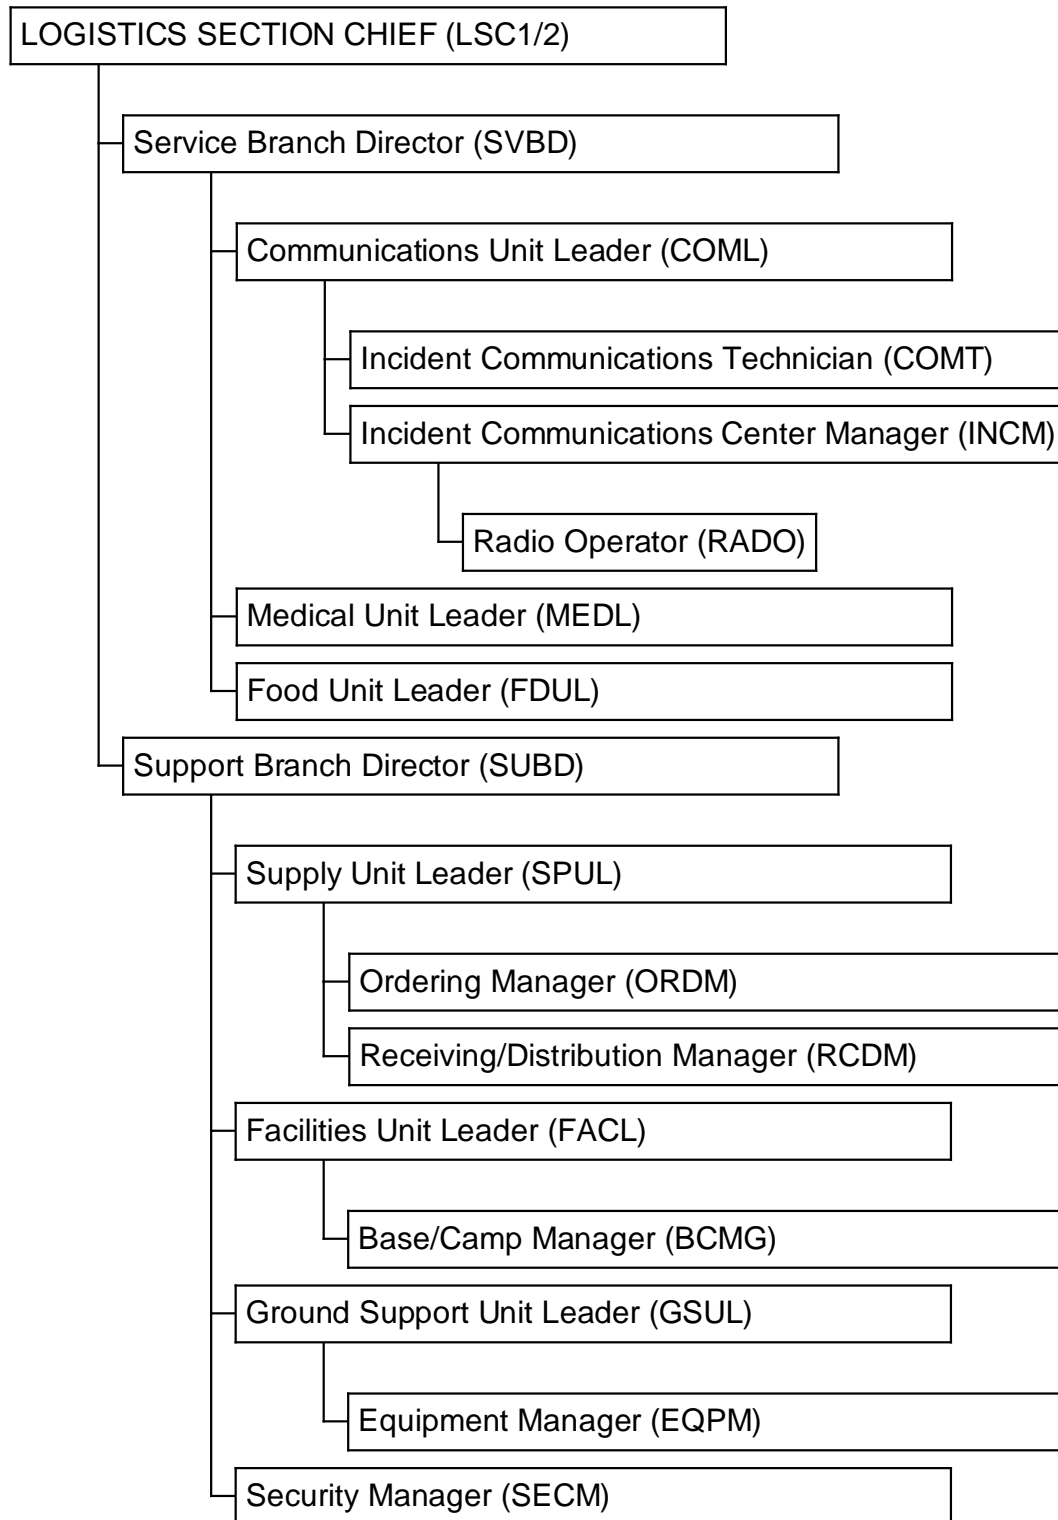 LOGISTICS SECTION CHIEF (LSC1/2)
Service Branch Director (SVBD)
Communications Unit Leader (COML)
Incident Communications Technician (COMT)
Incident Communications Center Manager (INCM)
Radio Operator (RADO)
Medical Unit Leader (MEDL)
Food Unit Leader (FDUL)
Support Branch Director (SUBD)
Supply Unit Leader (SPUL)
Ordering Manager (ORDM)
Receiving/Distribution Manager (RCDM)
Facilities Unit Leader (FACL)
Base/Camp Manager (BCMG)
Ground Support Unit Leader (GSUL)
Equipment Manager (EQPM)
Security Manager (SECM)